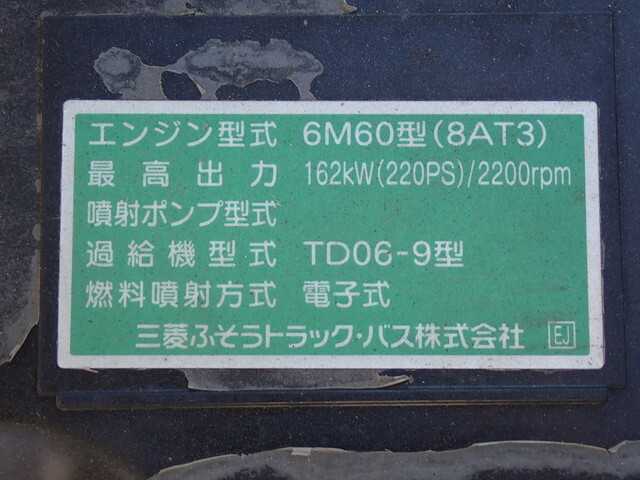 エンジン型式 6M60型(8AT3)
最高出力 162kW(220PS)/2200rpm
噴射ポンプ型式
過給機型式 TD06-9型
燃料噴射方式 電子式
三菱ふそうトラック・バス株式会社 EJ